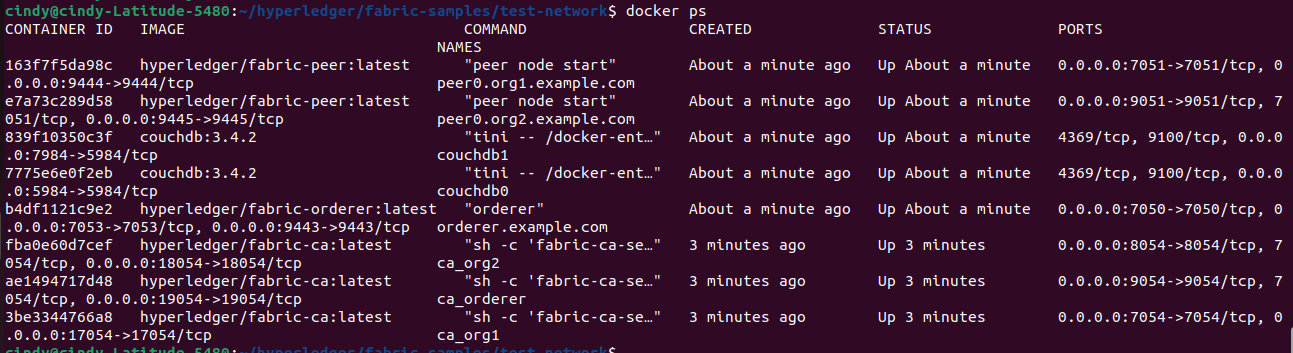 cindy@cindy-Latitude-5480:~/hyperledger/fabric-samples/test-network$ docker ps
CONTAINER ID   IMAGE                               COMMAND                  CREATED              STATUS              PORTS
                                                   NAMES
163f7f5da98c   hyperledger/fabric-peer:latest      "peer node start"        About a minute ago   Up About a minute   0.0.0.0:7051->7051/tcp, 0
.0.0.0:9444->9444/tcp                              peer0.org1.example.com
e7a73c289d58   hyperledger/fabric-peer:latest      "peer node start"        About a minute ago   Up About a minute   0.0.0.0:9051->9051/tcp, 7
051/tcp, 0.0.0.0:9445->9445/tcp                    peer0.org2.example.com
839f10350c3f   couchdb:3.4.2                       "tini -- /docker-ent…"   About a minute ago   Up About a minute   4369/tcp, 9100/tcp, 0.0.0
.0:7984->5984/tcp                                  couchdb1
7775e6e0f2eb   couchdb:3.4.2                       "tini -- /docker-ent…"   About a minute ago   Up About a minute   4369/tcp, 9100/tcp, 0.0.0
.0:5984->5984/tcp                                  couchdb0
b4df1121c9e2   hyperledger/fabric-orderer:latest   "orderer"                About a minute ago   Up About a minute   0.0.0.0:7050->7050/tcp, 0
.0.0.0:7053->7053/tcp, 0.0.0.0:9443->9443/tcp      orderer.example.com
fba0e60d7cef   hyperledger/fabric-ca:latest        "sh -c 'fabric-ca-se…"   3 minutes ago        Up 3 minutes        0.0.0.0:8054->8054/tcp, 7
054/tcp, 0.0.0.0:18054->18054/tcp                  ca_org2
ae1494717d48   hyperledger/fabric-ca:latest        "sh -c 'fabric-ca-se…"   3 minutes ago        Up 3 minutes        0.0.0.0:9054->9054/tcp, 7
054/tcp, 0.0.0.0:19054->19054/tcp                  ca_orderer
3be3344766a8   hyperledger/fabric-ca:latest        "sh -c 'fabric-ca-se…"   3 minutes ago        Up 3 minutes        0.0.0.0:7054->7054/tcp, 0
.0.0.0:17054->17054/tcp                            ca_org1
cindy@cindy-Latitude-5480:~/hyperledger/fabric-samples/test-network$